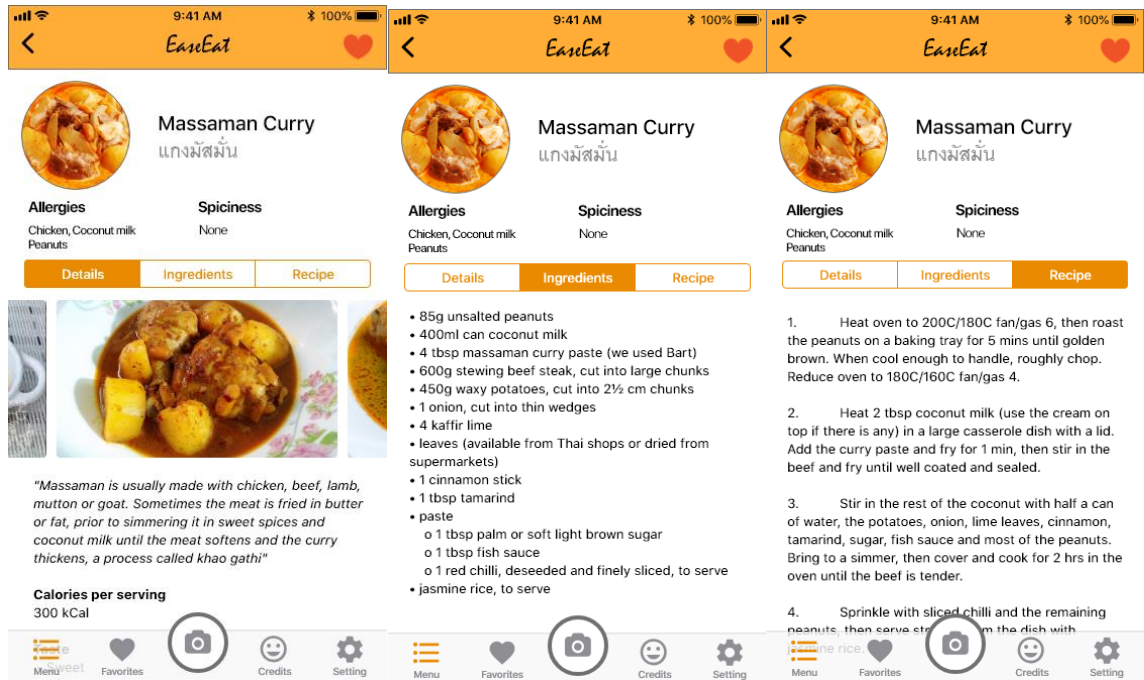 9:41 AM
100%
EaseEat
Massaman Curry
แกงมัสมั่น
Allergies
Spiciness
Chicken, Coconut milk
None
Peanuts
Details
Ingredients
Recipe
"Massaman is usually made with chicken, beef, lamb,
mutton or goat. Sometimes the meat is fried in butter
or fat, prior to simmering it in sweet spices and
coconut milk until the meat softens and the curry
thickens, a process called khao gathi"
Calories per serving
300 kCal
Taste
Sweet
Menu
Favorites
Credits
Setting
9:41 AM
100%
EaseEat
Massaman Curry
แกงมัสมั่น
Allergies
Spiciness
Chicken, Coconut milk
None
Peanuts
Details
Ingredients
Recipe
• 85g unsalted peanuts
• 400ml can coconut milk
• 4 tbsp massaman curry paste (we used Bart)
• 600g stewing beef steak, cut into large chunks
• 450g waxy potatoes, cut into 2½ cm chunks
• 1 onion, cut into thin wedges
• 4 kaffir lime
• leaves (available from Thai shops or dried from
supermarkets)
• 1 cinnamon stick
• 1 tbsp tamarind
• paste
o 1 tbsp palm or soft light brown sugar
o 1 tbsp fish sauce
o 1 red chilli, deseeded and finely sliced, to serve
• jasmine rice, to serve
Menu
Favorites
Credits
Setting
9:41 AM
100%
EaseEat
Massaman Curry
แกงมัสมั่น
Allergies
Spiciness
Chicken, Coconut milk
None
Peanuts
Details
Ingredients
Recipe
1. Heat oven to 200C/180C fan/gas 6, then roast
the peanuts on a baking tray for 5 mins until golden
brown. When cool enough to handle, roughly chop.
Reduce oven to 180C/160C fan/gas 4.
2. Heat 2 tbsp coconut milk (use the cream on
top if there is any) in a large casserole dish with a lid.
Add the curry paste and fry for 1 min, then stir in the
beef and fry until well coated and sealed.
3. Stir in the rest of the coconut with half a can
of water, the potatoes, onion, lime leaves, cinnamon,
tamarind, sugar, fish sauce and most of the peanuts.
Bring to a simmer, then cover and cook for 2 hrs in the
oven until the beef is tender.
4. Sprinkle with sliced chilli and the remaining
peanuts, then serve the dish with
jasmine rice.
Menu
Favorites
Credits
Setting